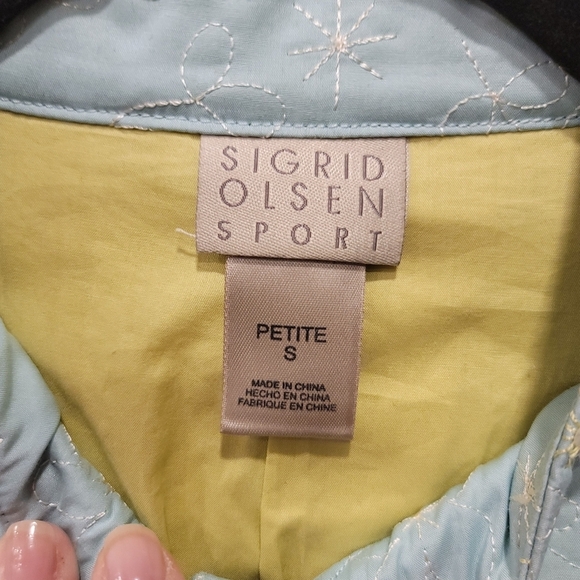 SIGRID
OLSEN
SPORT
PETITE
S
MADE IN CHINA
HECHO EN CHINA
FABRIQUE EN CHINE